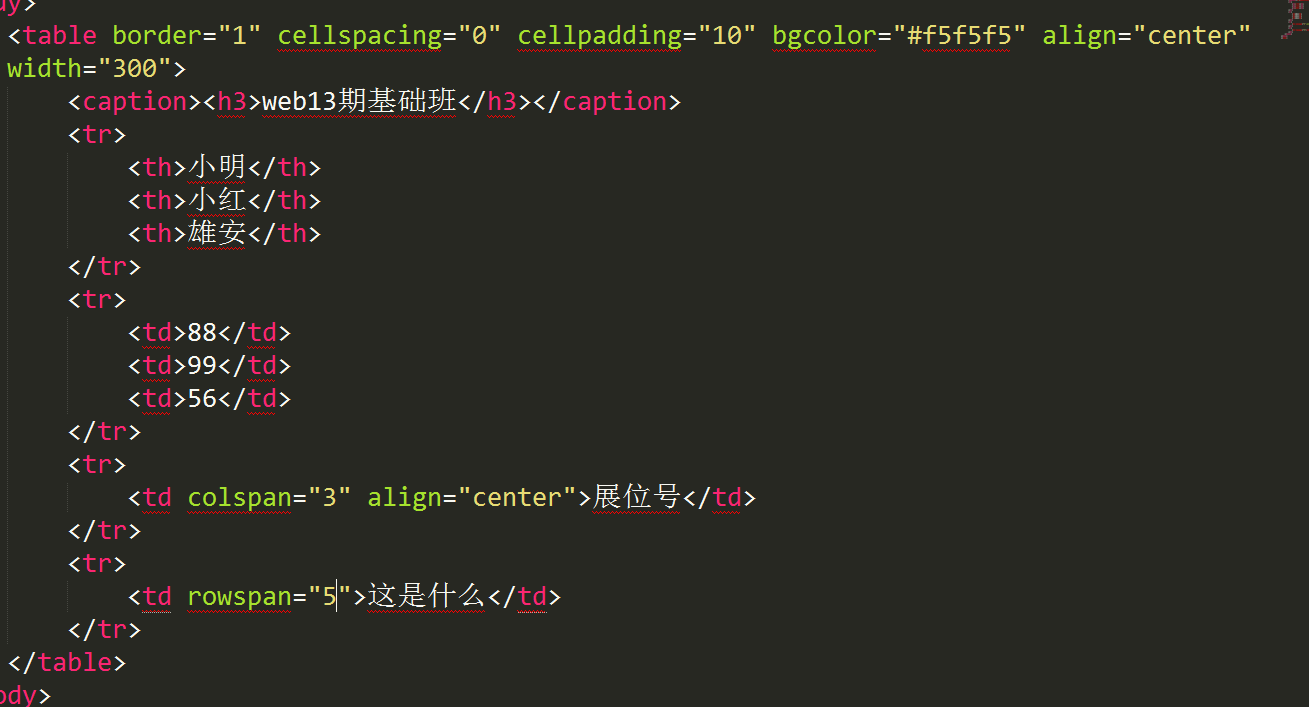 dy>
<table border="1" cellspacing="0" cellpadding="10" bgcolor="#f5f5f5" align="center"
width="300">
<caption><h3>web13期基础班</h3></caption>
<tr>
<th>小明</th>
<th>小红</th>
<th>雄安</th>
</tr>
<tr>
<td>88</td>
<td>99</td>
<td>56</td>
</tr>
<tr>
<td colspan="3" align="center">展位号</td>
</tr>
<tr>
<td rowspan="5">这是什么</td>
</tr>
</table>
ody>